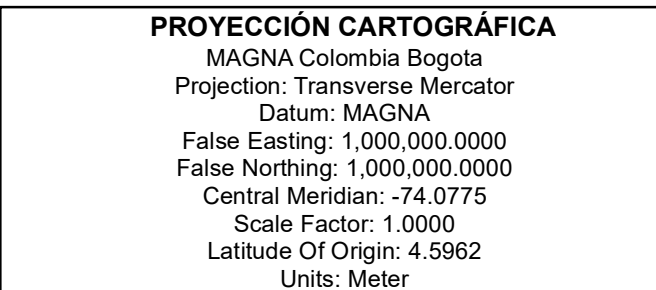 PROYECCIÓN CARTOGRÁFICA
MAGNA Colombia Bogota
Projection: Transverse Mercator
Datum: MAGNA
False Easting: 1,000,000.0000
False Northing: 1,000,000.0000
Central Meridian: -74.0775
Scale Factor: 1.0000
Latitude Of Origin: 4.5962
Units: Meter